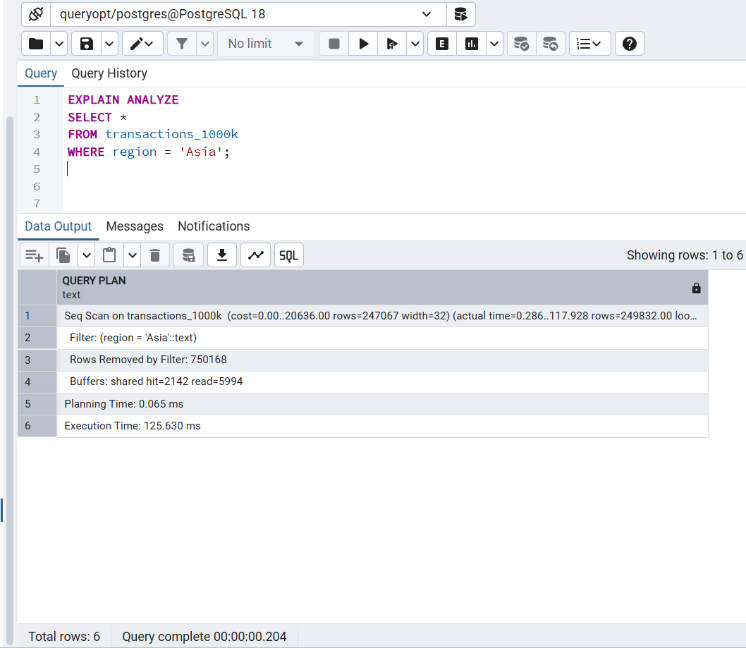 queryopt/postgres@PostgreSQL 18
No limit
E
Query Query History
1 EXPLAIN ANALYZE
2 SELECT *
3 FROM transactions_1000k
4 WHERE region = 'Asia';
5
6
7
Data Output Messages Notifications
SQL
Showing rows: 1 to 6
QUERY PLAN
text
1 Seq Scan on transactions_1000k (cost=0.00..20636.00 rows=247067 width=32) (actual time=0.286..117.928 rows=249832.00 loo...
2 Filter: (region = 'Asia'::text)
3 Rows Removed by Filter: 750168
4 Buffers: shared hit=2142 read=5994
5 Planning Time: 0.065 ms
6 Execution Time: 125.630 ms
Total rows: 6 Query complete 00:00:00.204